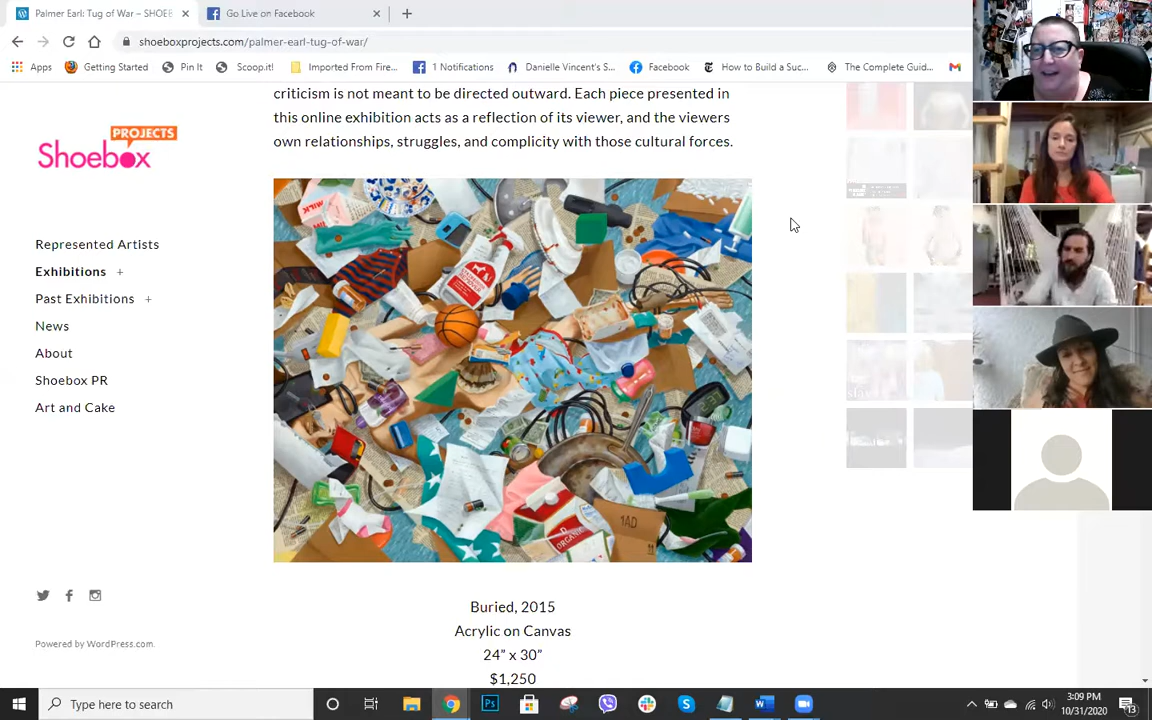 Palmer Earl: Tug of War – SHOEB
Go Live on Facebook
shoeboxprojects.com/palmer-earl-tug-of-war/
Apps
Getting Started
Pin It
Scoop.it!
Imported From Fire...
1 Notifications
Danielle Vincent's S...
Facebook
How to Build a Suc...
The Complete Guid...
criticism is not meant to be directed outward. Each piece presented in
this online exhibition acts as a reflection of its viewer, and the viewers
own relationships, struggles, and complicity with those cultural forces.
PROJECTS
Shoebox
Represented Artists
Exhibitions +
Past Exhibitions +
News
About
Shoebox PR
Art and Cake
MILK
ORGANIC
1AD
Buried, 2015
Acrylic on Canvas
24” x 30”
$1,250
Powered by WordPress.com.
Type here to search
3:09 PM
10/31/2020
13